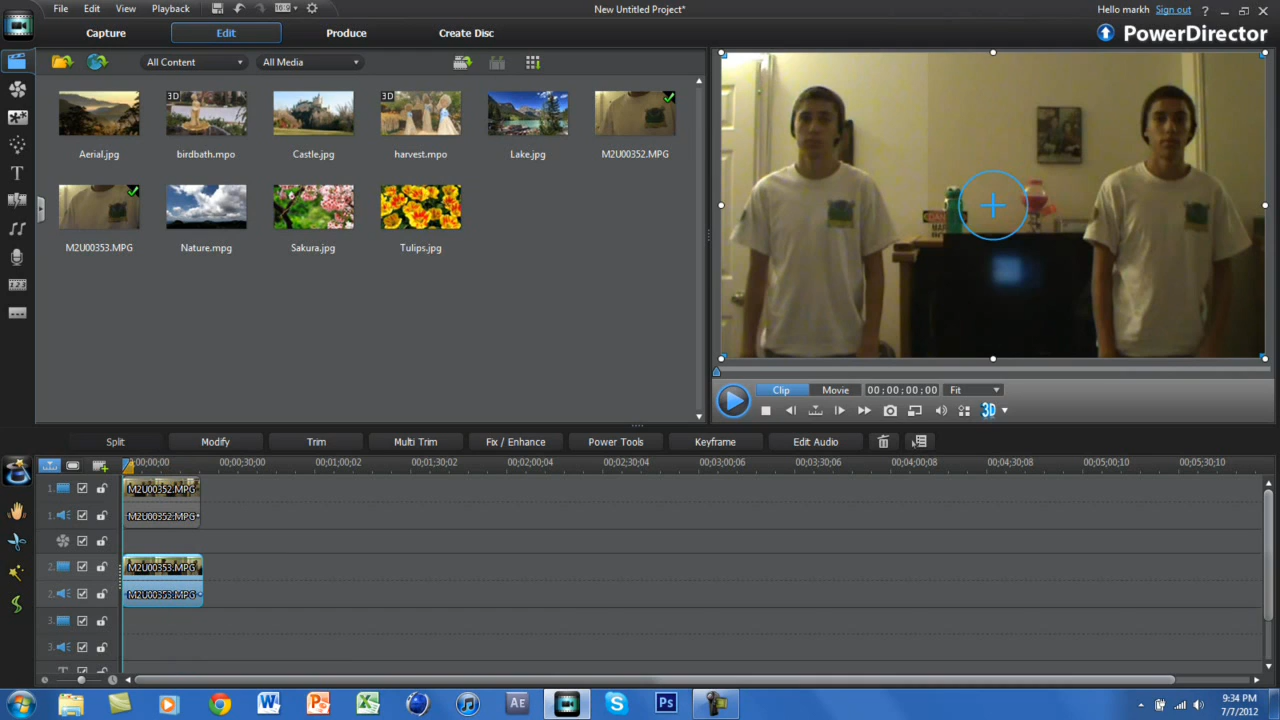 File Edit View Playback
New Untitled Project*
Hello markh Sign out ?
Capture Edit Produce Create Disc
PowerDirector
All Content All Media
3D 3D
Aerial.jpg birdbath.mpo Castle.jpg harvest.mpo Lake.jpg M2U00352.MPG
M2U00353.MPG Nature.mpg Sakura.jpg Tulips.jpg
Clip Movie 00;00;00;00 Fit
3D
Split Modify Trim Multi Trim Fix / Enhance Power Tools Keyframe Edit Audio
00;00;00 00;00;30;00 00;01;00;02 00;01;30;02 00;02;00;04 00;02;30;04 00;03;00;06 00;03;30;06 00;04;00;08 00;04;30;08 00;05;00;10 00;05;30;10
1. M2U00352.MPG
1. M2U00352.MPG
2. M2U00353.MPG
2. M2U00353.MPG
3.
3.
T
W P X AE S Ps
9:34 PM
7/7/2012